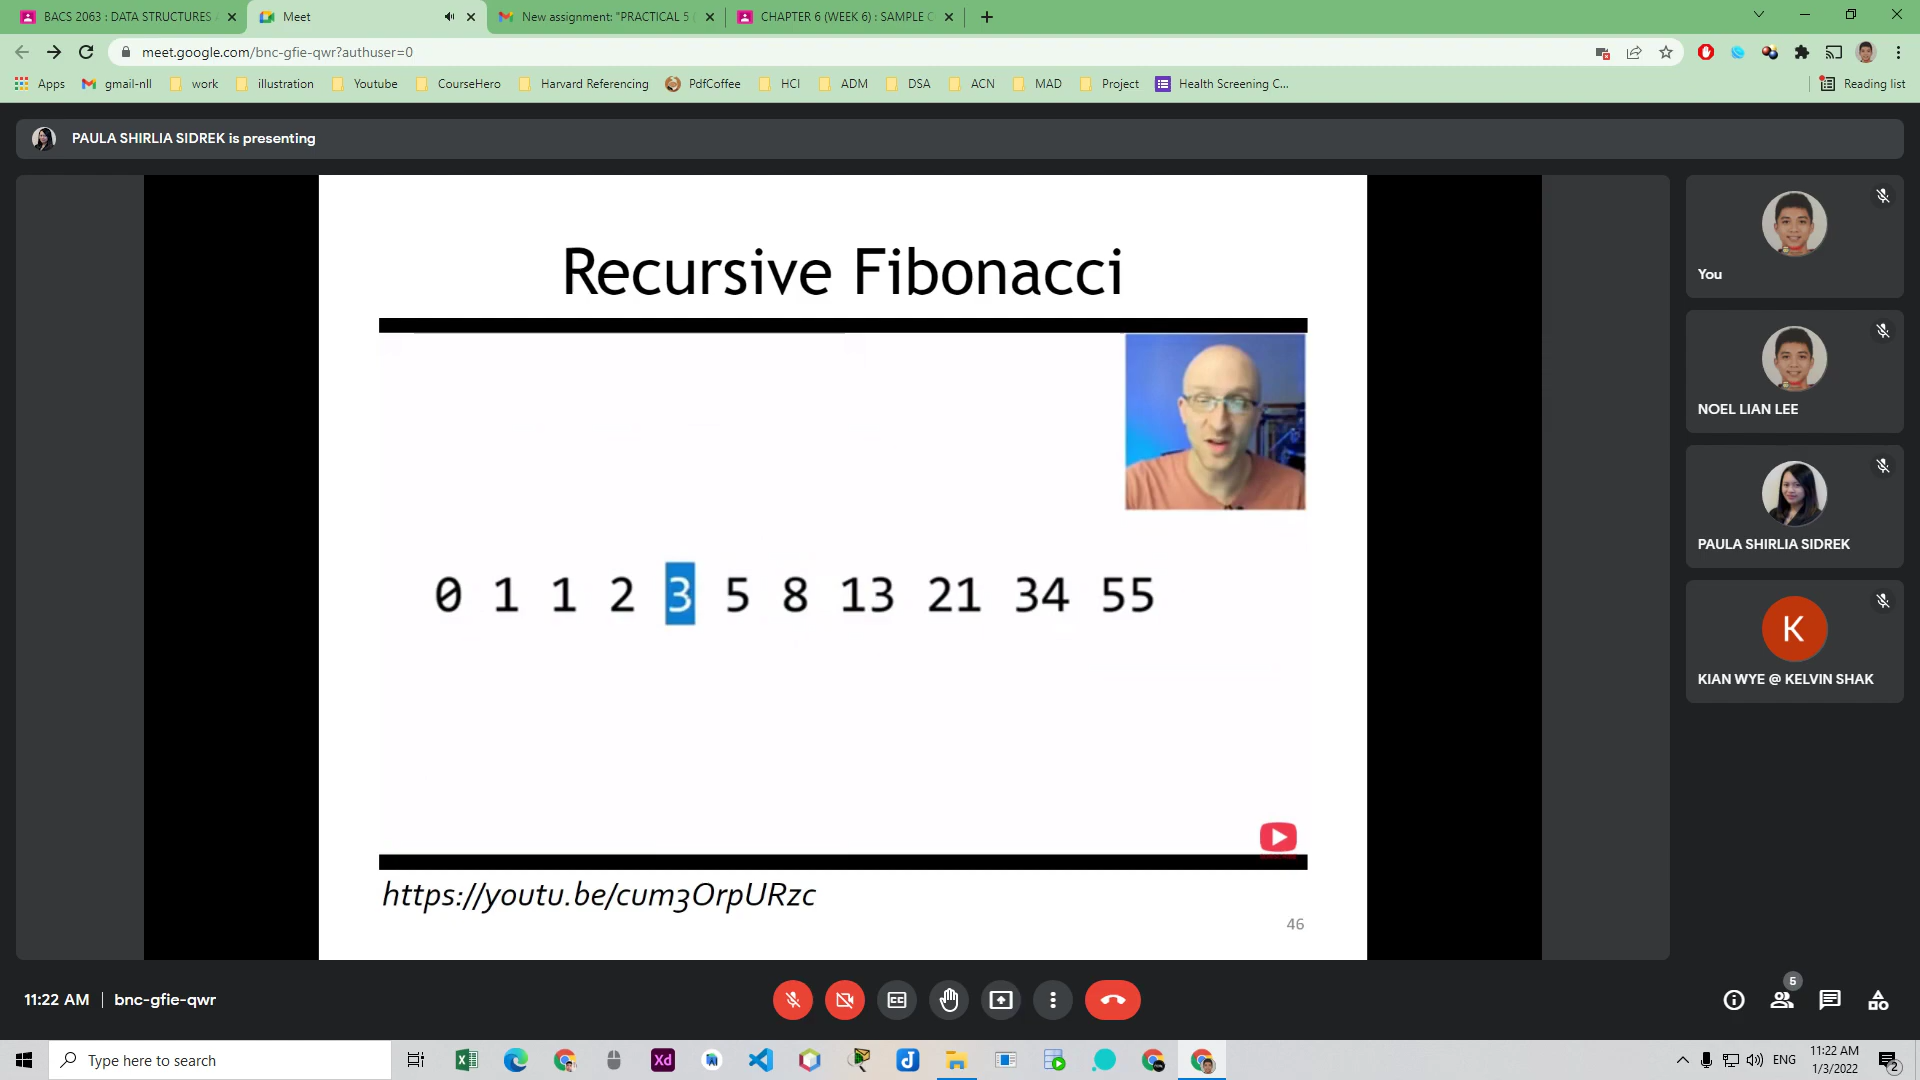 BACS 2063 : DATA STRUCTURES
Meet
New assignment: "PRACTICAL 5
CHAPTER 6 (WEEK 6) : SAMPLE
meet.google.com/bnc-gfie-qwr?authuser=0
Apps
gmail-nll
work
illustration
Youtube
CourseHero
Harvard Referencing
PdfCoffee
HCI
ADM
DSA
ACN
MAD
Project
Health Screening C...
Reading list
PAULA SHIRLIA SIDREK is presenting
Recursive Fibonacci
0 1 1 2 3 5 8 13 21 34 55
https://youtu.be/cum3OrpURzc
46
You
NOEL LIAN LEE
PAULA SHIRLIA SIDREK
K
KIAN WYE @ KELVIN SHAK
11:22 AM | bnc-gfie-qwr
5
Type here to search
Xd
ENG
11:22 AM
1/3/2022
2